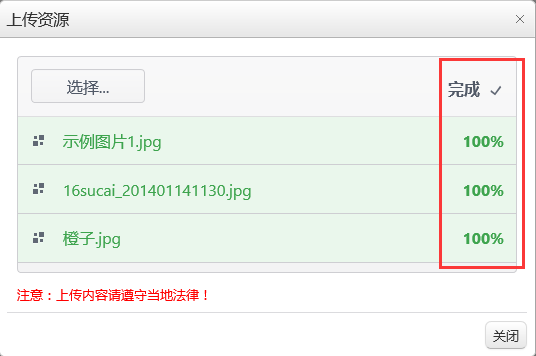 上传资源
选择...
完成
示例图片1.jpg 100%
16sucai_201401141130.jpg 100%
橙子.jpg 100%
注意：上传内容请遵守当地法律！
关闭